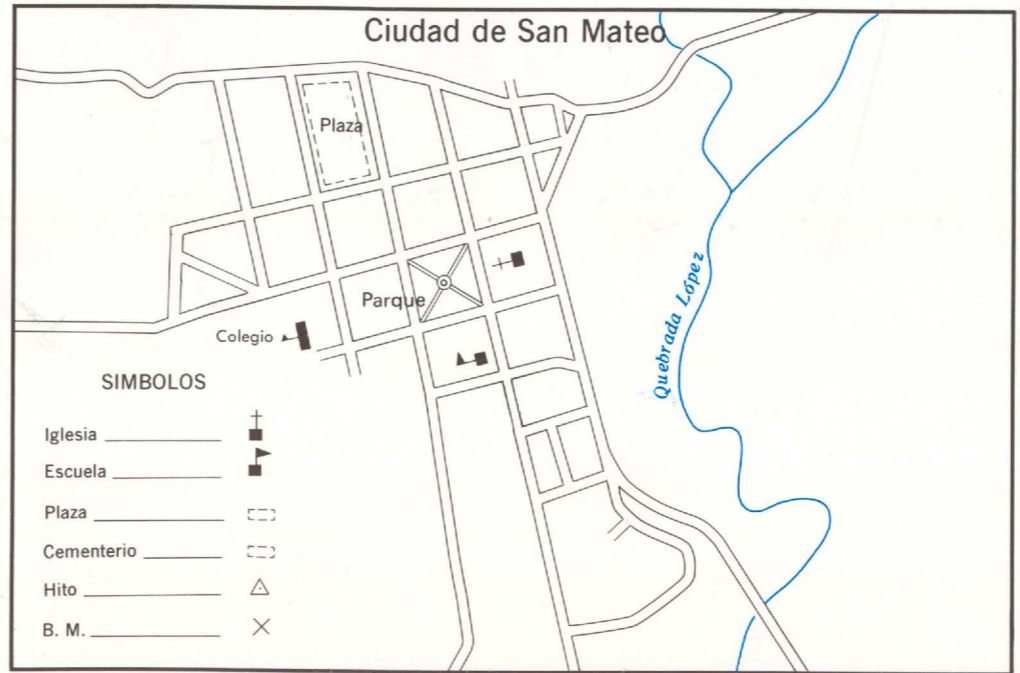 Ciudad de San Mateo
Plaza
Parque
Quebrada López
Colegio
SIMBOLOS
Iglesia
Escuela
Plaza
Cementerio
Hito
B. M.